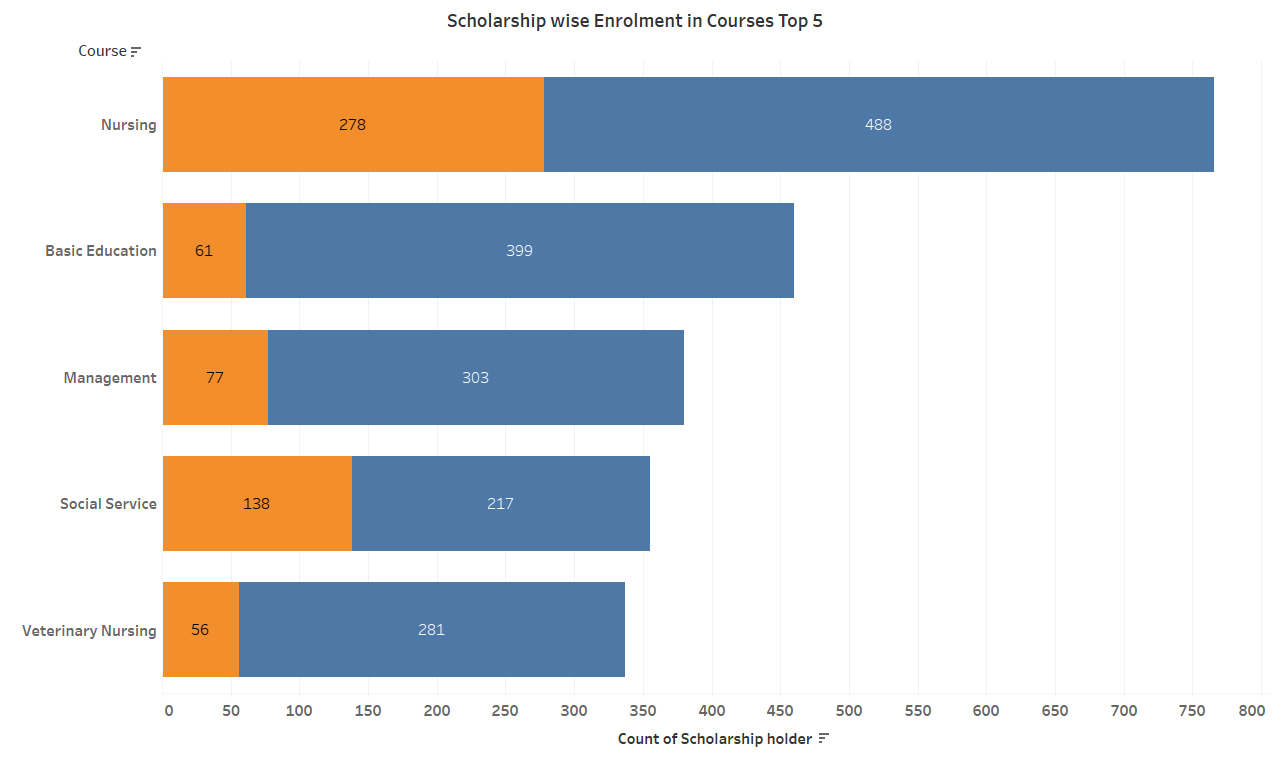 Scholarship wise Enrolment in Courses Top 5
Course
Nursing 278 488
Basic Education 61 399
Management 77 303
Social Service 138 217
Veterinary Nursing 56 281
0 50 100 150 200 250 300 350 400 450 500 550 600 650 700 750 800
Count of Scholarship holder